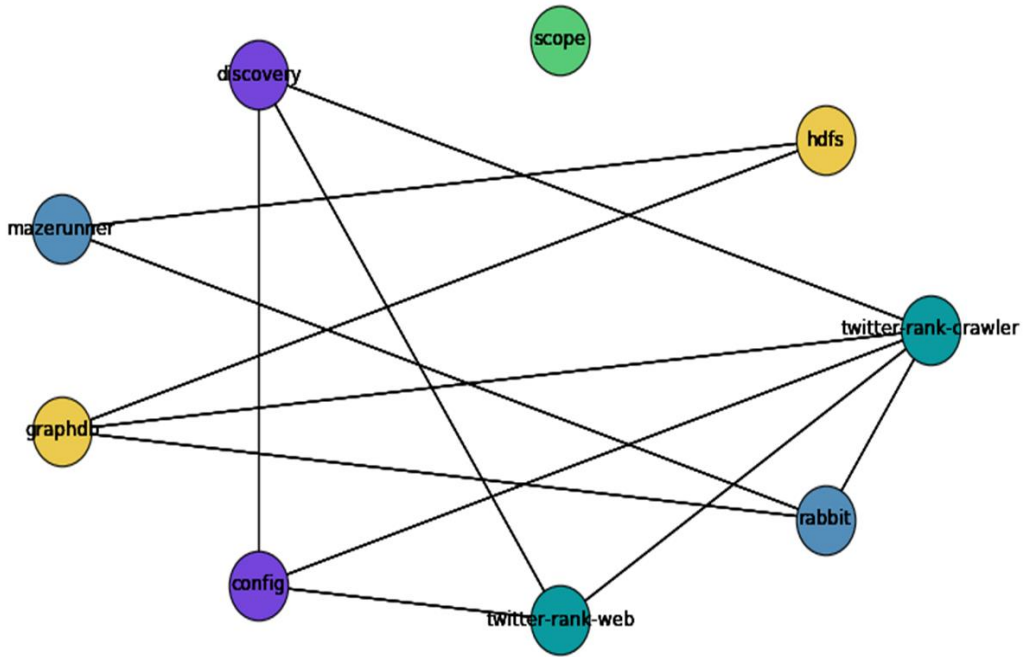 scope
discovery
hdfs
mazerunner
twitter-rank-crawler
graphdb
rabbit
config
twitter-rank-web